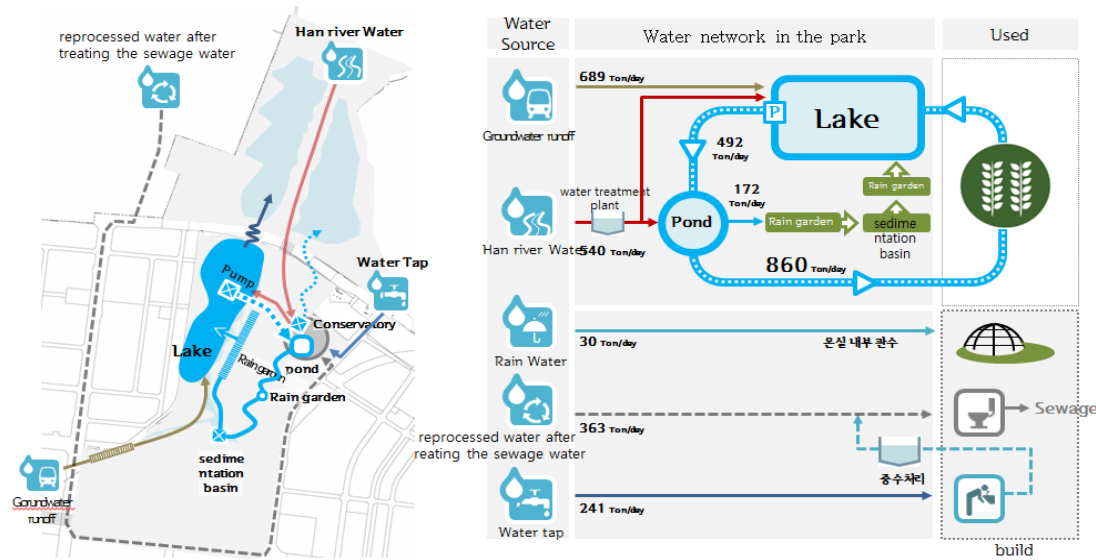 reprocessed water after
treating the sewage water
Han river Water
Water Tap
Pump
Conservatory
Lake
Rain garden
pond
Rain garden
sedime
ntation
basin
Gorundwater
runoff
Water
Source
Water network in the park
Used
689 Ton/day
Groundwater runoff
P
Lake
492
Ton/day
water treatment
plant
172
Ton/day
Pond
Rain garden
Rain garden
sedime
ntation
basin
Han river Water
540 Ton/day
860 Ton/day
Rain Water
30 Ton/day
온실 내부 관수
reprocessed water after
reating the sewage water
363 Ton/day
Sewage
중수처리
Water tap
241 Ton/day
build